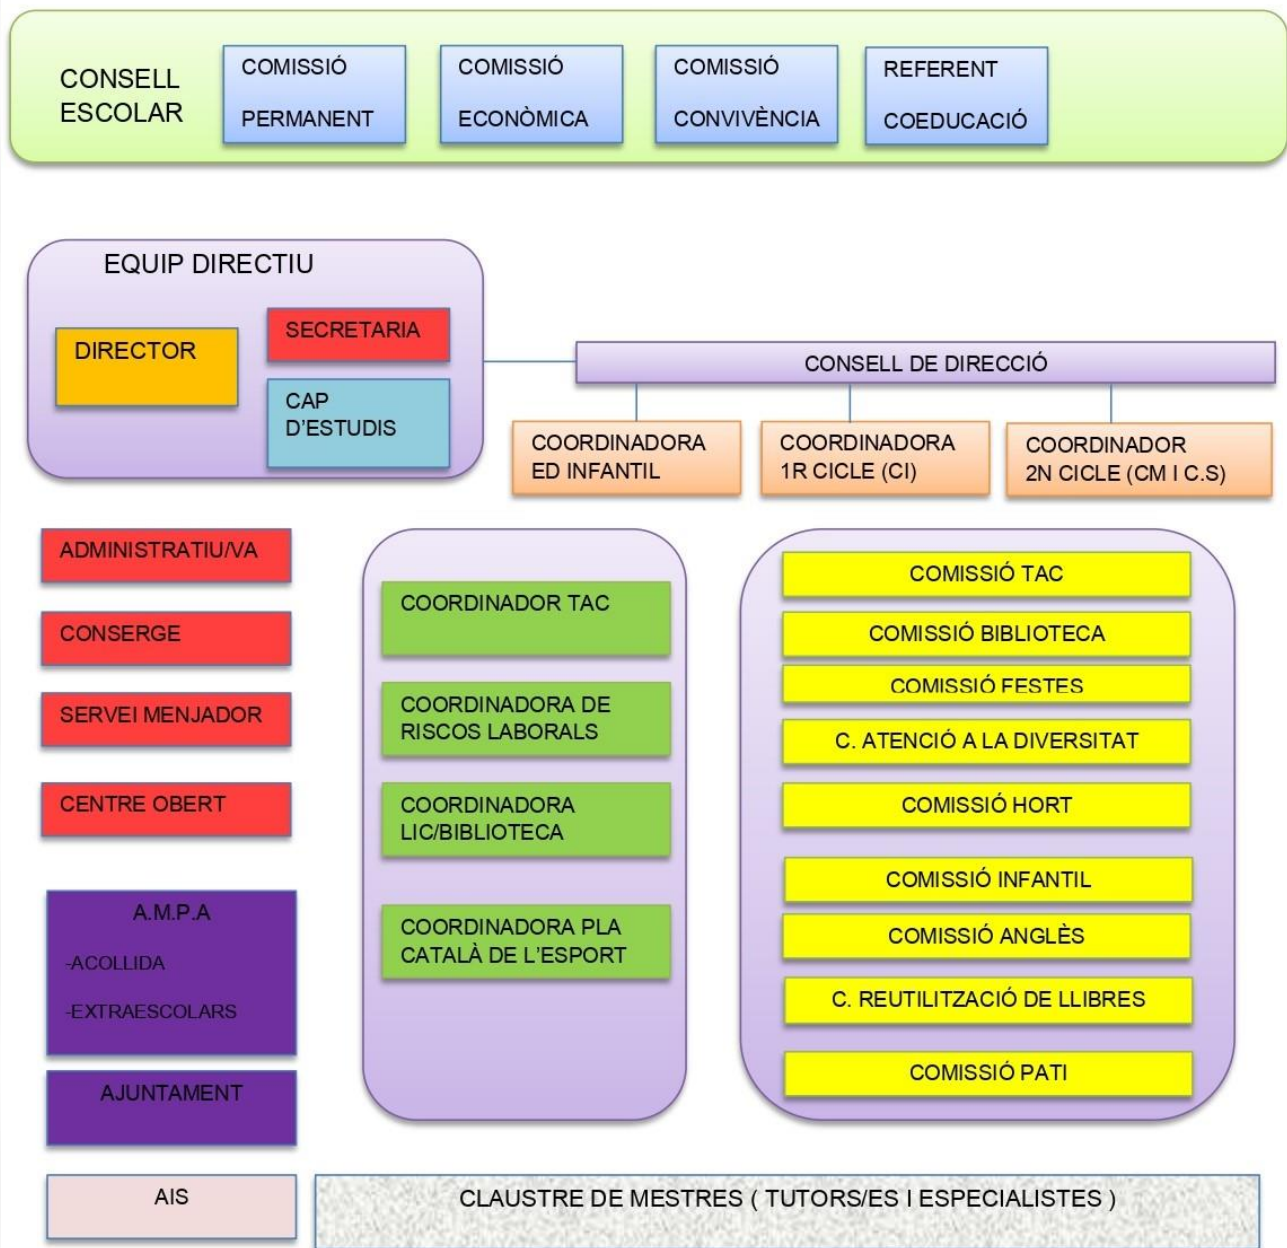 CONSELL
ESCOLAR
COMISSIÓ
PERMANENT
COMISSIÓ
ECONÒMICA
COMISSIÓ
CONVIVÈNCIA
REFERENT
COEDUCACIÓ
EQUIP DIRECTIU
DIRECTOR
SECRETARIA
CAP
D'ESTUDIS
CONSELL DE DIRECCIÓ
COORDINADORA
ED INFANTIL
COORDINADORA
1R CICLE (CI)
COORDINADOR
2N CICLE (CM I C.S)
ADMINISTRATIU/VA
CONSERGE
SERVEI MENJADOR
CENTRE OBERT
A.M.P.A
-ACOLLIDA
-EXTRAESCOLARS
AJUNTAMENT
AIS
COORDINADOR TAC
COORDINADORA DE
RISCOS LABORALS
COORDINADORA
LIC/BIBLIOTECA
COORDINADORA PLA
CATALÀ DE L'ESPORT
COMISSIÓ TAC
COMISSIÓ BIBLIOTECA
COMISSIÓ FESTES
C. ATENCIÓ A LA DIVERSITAT
COMISSIÓ HORT
COMISSIÓ INFANTIL
COMISSIÓ ANGLÈS
C. REUTILITZACIÓ DE LLIBRES
COMISSIÓ PATI
CLAUSTRE DE MESTRES ( TUTORS/ES I ESPECIALISTES )